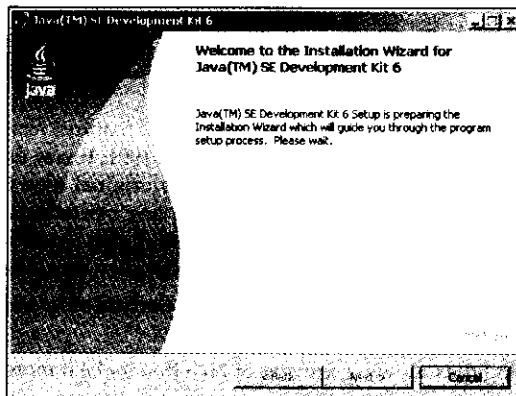 Java(TM) SE Development Kit 6
Java
Welcome to the Installation Wizard for
Java(TM) SE Development Kit 6
Java(TM) SE Development Kit 6 Setup is preparing the
Installation Wizard which will guide you through the program
setup process. Please wait.
Cancel